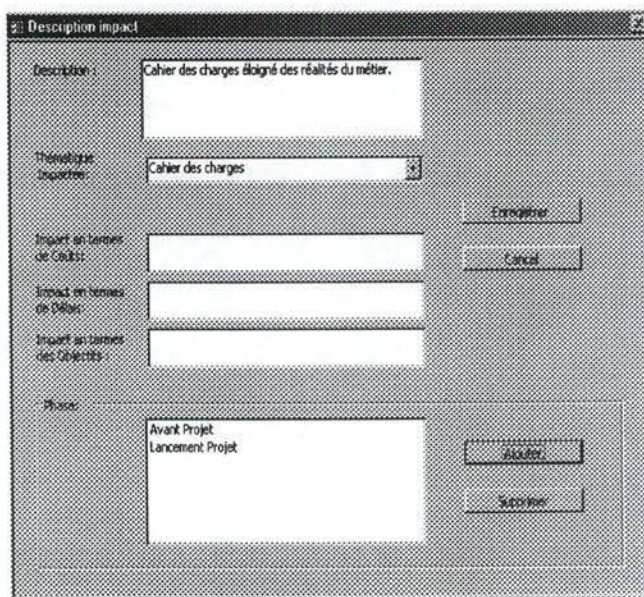 Description impact
Description :
Cahier des charges éloigné des réalités du métier.
Thématique
Impactée:
Cahier des charges
Enregistrer
Impact en termes
de Coûts:
Cancel
Impact en termes
de Délais:
Impact en termes
des Objectifs :
Phase:
Avant Projet
Lancement Projet
Ajouter
Supprimer